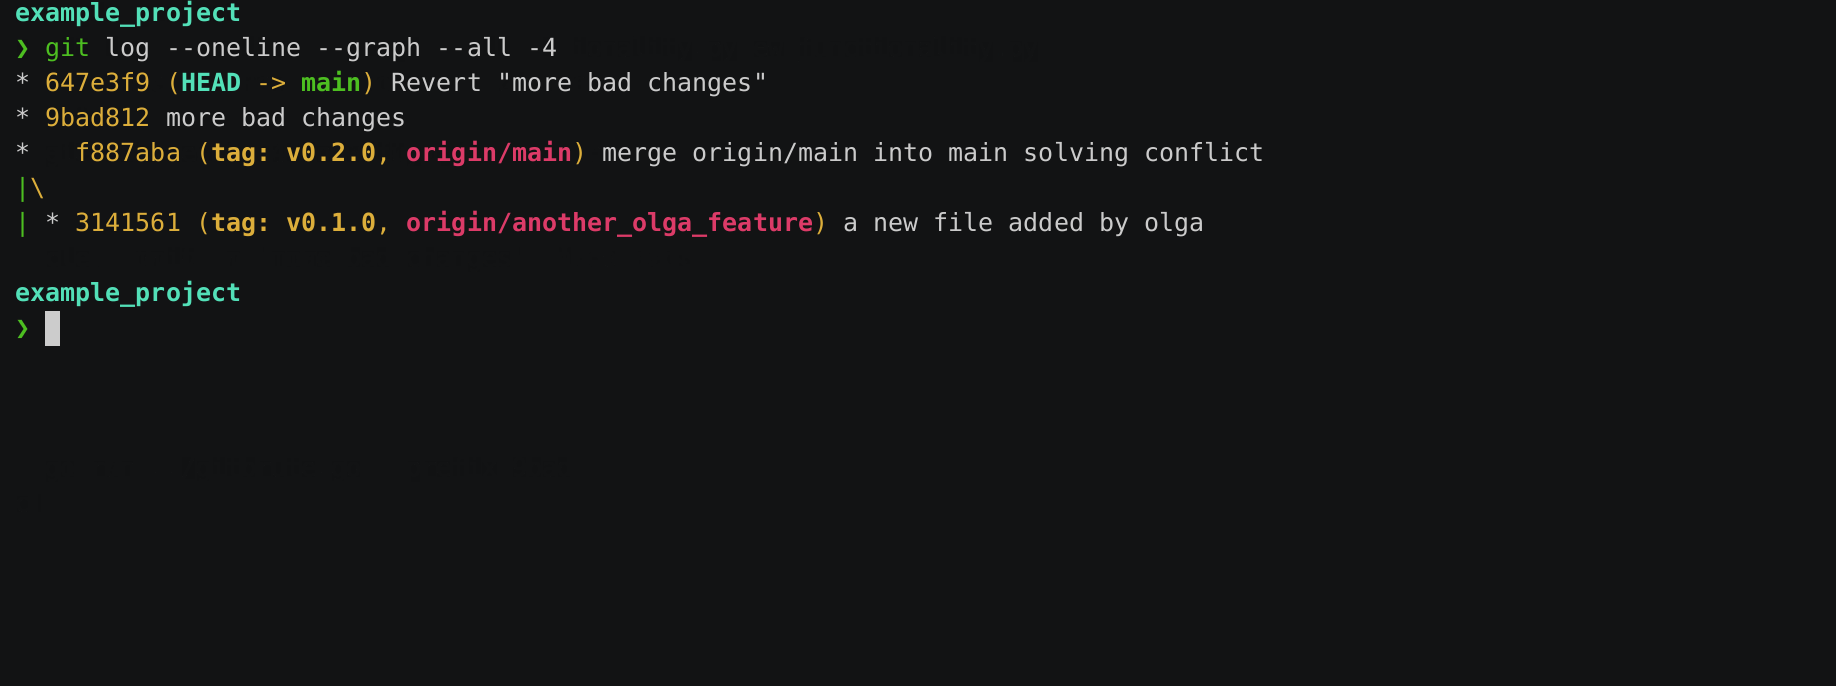 example_project
❯ git log --oneline --graph --all -4
* 647e3f9 (HEAD -> main) Revert "more bad changes"
* 9bad812 more bad changes
*   f887aba (tag: v0.2.0, origin/main) merge origin/main into main solving conflict
|\
| * 3141561 (tag: v0.1.0, origin/another_olga_feature) a new file added by olga
example_project
❯